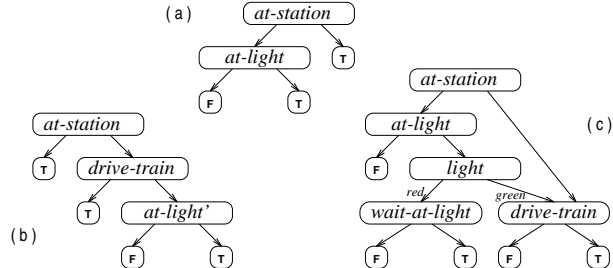 ( a )
at-station
at-light
T
F
T
( b )
at-station
T
drive-train
T
at-light'
F
T
( c )
at-station
at-light
F
light
red
green
wait-at-light
drive-train
F
T
F
T